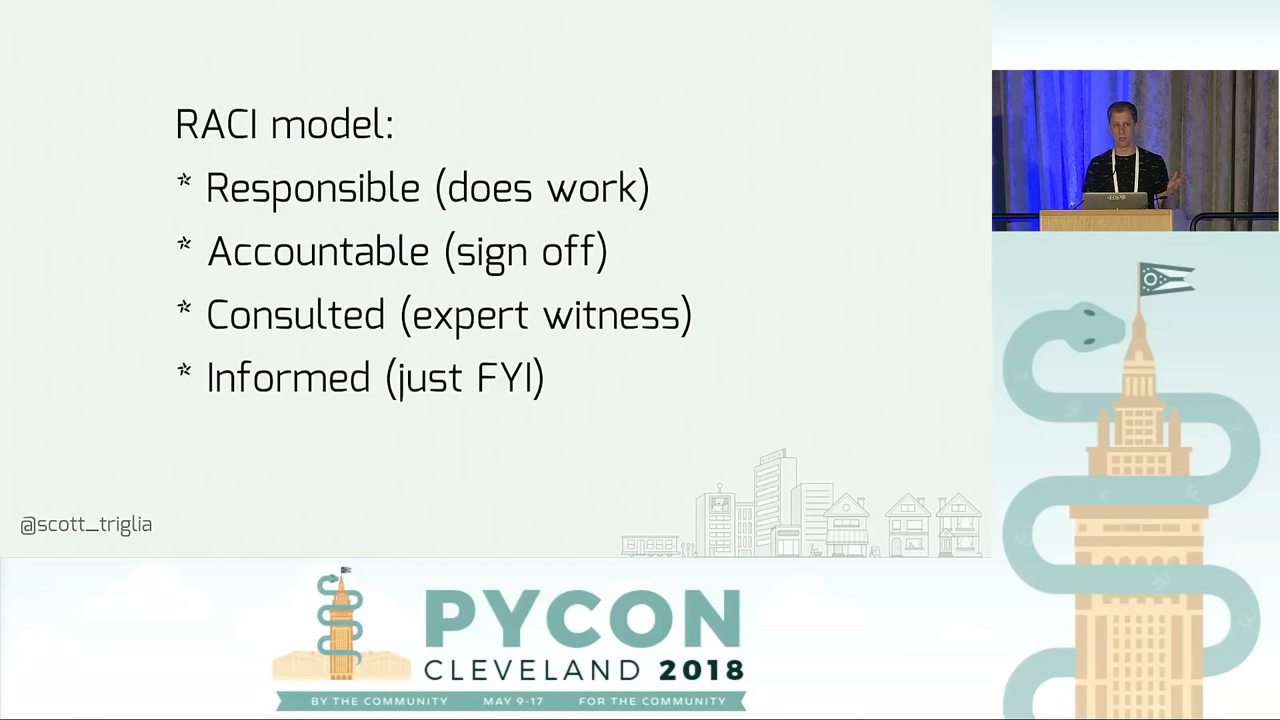 RACI model:
* Responsible (does work)
* Accountable (sign off)
* Consulted (expert witness)
* Informed (just FYI)
@scott_triglia
PYCON
CLEVELAND 2018
BY THE COMMUNITY MAY 9-17 FOR THE COMMUNITY